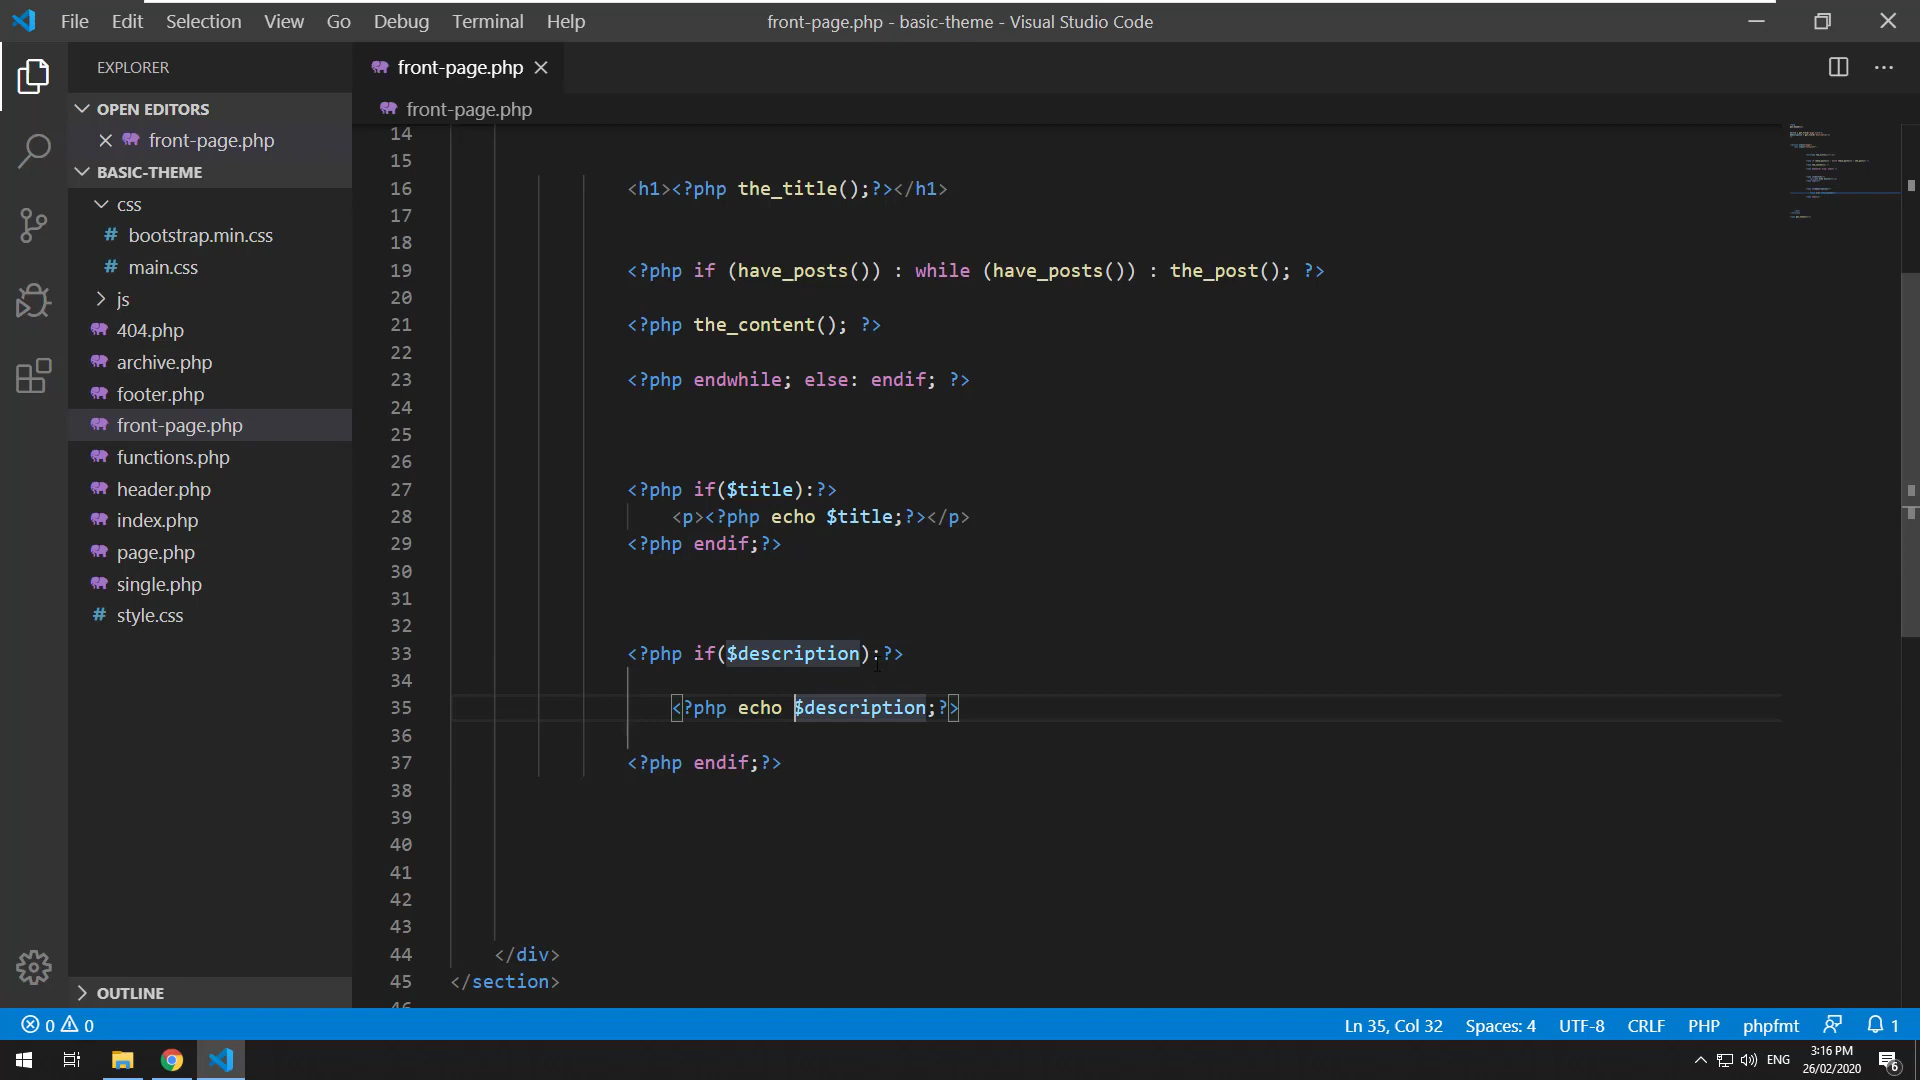 File Edit Selection View Go Debug Terminal Help
front-page.php - basic-theme - Visual Studio Code
EXPLORER
OPEN EDITORS
front-page.php
BASIC-THEME
css
# bootstrap.min.css
# main.css
js
404.php
archive.php
footer.php
front-page.php
functions.php
header.php
index.php
page.php
single.php
# style.css
OUTLINE
front-page.php
front-page.php
14
15
16 <h1><?php the_title();?></h1>
17
18
19 <?php if (have_posts()) : while (have_posts()) : the_post(); ?>
20
21 <?php the_content(); ?>
22
23 <?php endwhile; else: endif; ?>
24
25
26
27 <?php if($title):?>
28 <p><?php echo $title;?></p>
29 <?php endif;?>
30
31
32
33 <?php if($description):?>
34
35 <?php echo $description;?>
36
37 <?php endif;?>
38
39
40
41
42
43
44 </div>
45 </section>
0 0
Ln 35, Col 32 Spaces: 4 UTF-8 CRLF PHP phpfmt 1
ENG
3:16 PM
26/02/2020
6